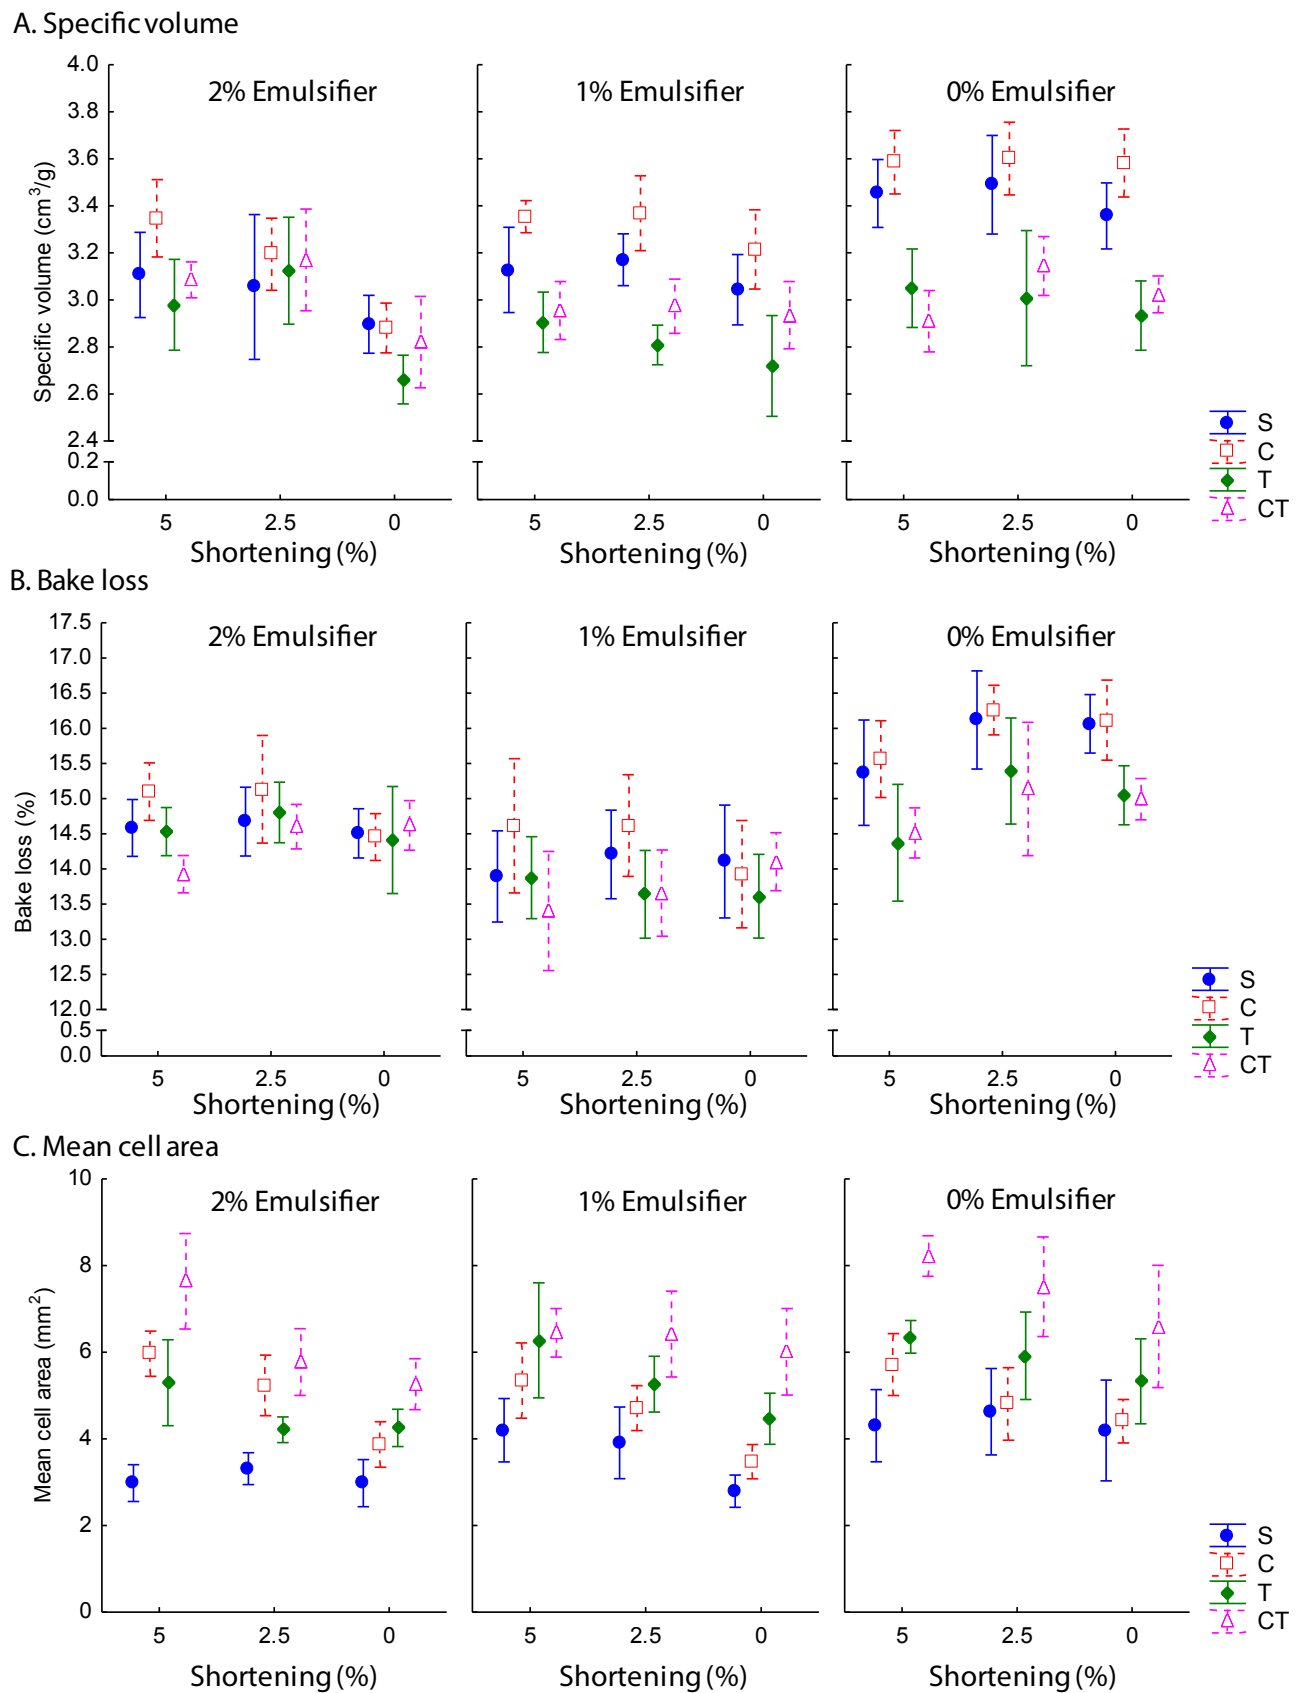 A. Specific volume
2% Emulsifier
1% Emulsifier
0% Emulsifier
Specific volume (cm³/g)
4.0
3.8
3.6
3.4
3.2
3.0
2.8
2.6
2.4
0.2
0.0
5 2.5 0
5 2.5 0
5 2.5 0
Shortening (%)
Shortening (%)
Shortening (%)
S
C
T
CT
B. Bake loss
2% Emulsifier
1% Emulsifier
0% Emulsifier
Bake loss (%)
17.5
17.0
16.5
16.0
15.5
15.0
14.5
14.0
13.5
13.0
12.5
12.0
0.5
0.0
5 2.5 0
5 2.5 0
5 2.5 0
Shortening (%)
Shortening (%)
Shortening (%)
S
C
T
CT
C. Mean cell area
2% Emulsifier
1% Emulsifier
0% Emulsifier
Mean cell area (mm²)
10
8
6
4
2
0
5 2.5 0
5 2.5 0
5 2.5 0
Shortening (%)
Shortening (%)
Shortening (%)
S
C
T
CT